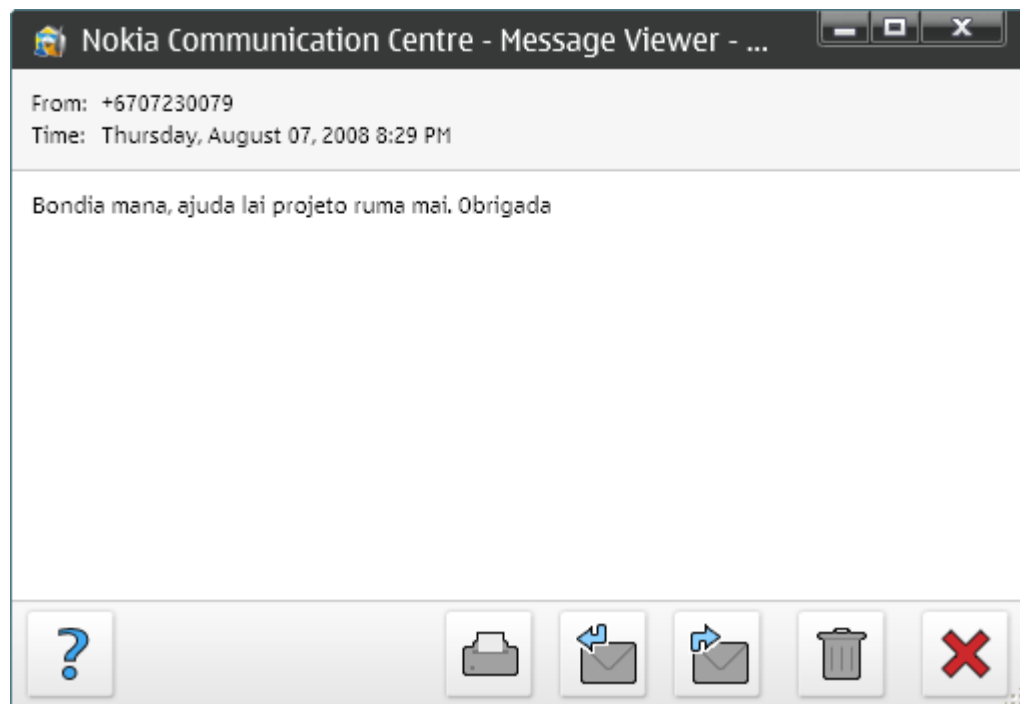 Nokia Communication Centre - Message Viewer - ...
From: +6707230079
Time: Thursday, August 07, 2008 8:29 PM
Bondia mana, ajuda lai projeto ruma mai. Obrigada